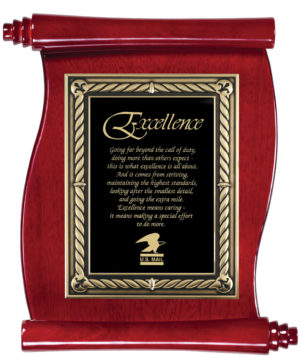 Excellence
Going far beyond the call of duty,
doing more than others expect -
this is what excellence is all about.
And it comes from striving,
maintaining the highest standards,
looking after the smallest detail,
and going the extra mile.
Excellence means caring -
it means making a special effort
to do more.
U.S. MAIL